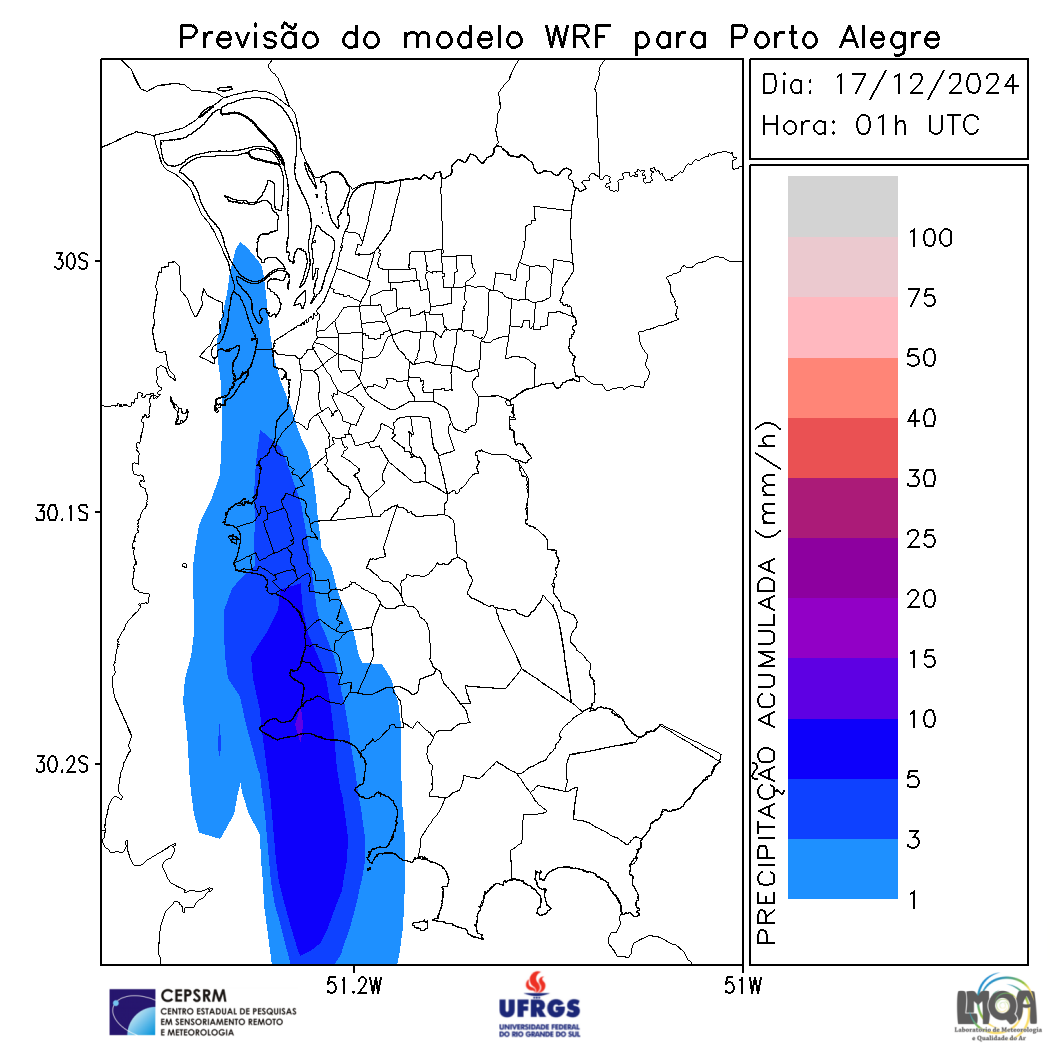 Previsão do modelo WRF para Porto Alegre
Dia: 17/12/2024
Hora: 01h UTC
30S
30.1S
30.2S
51.2W
51W
PRECIPITAÇÃO ACUMULADA (mm/h)
100
75
50
40
30
25
20
15
10
5
3
1
CEPSRM
CENTRO ESTADUAL DE PESQUISAS
EM SENSORIAMENTO REMOTO
E METEOROLOGIA
UFRGS
UNIVERSIDADE FEDERAL
DO RIO GRANDE DO SUL
LMQA
Laboratório de Meteorologia
e Qualidade do Ar